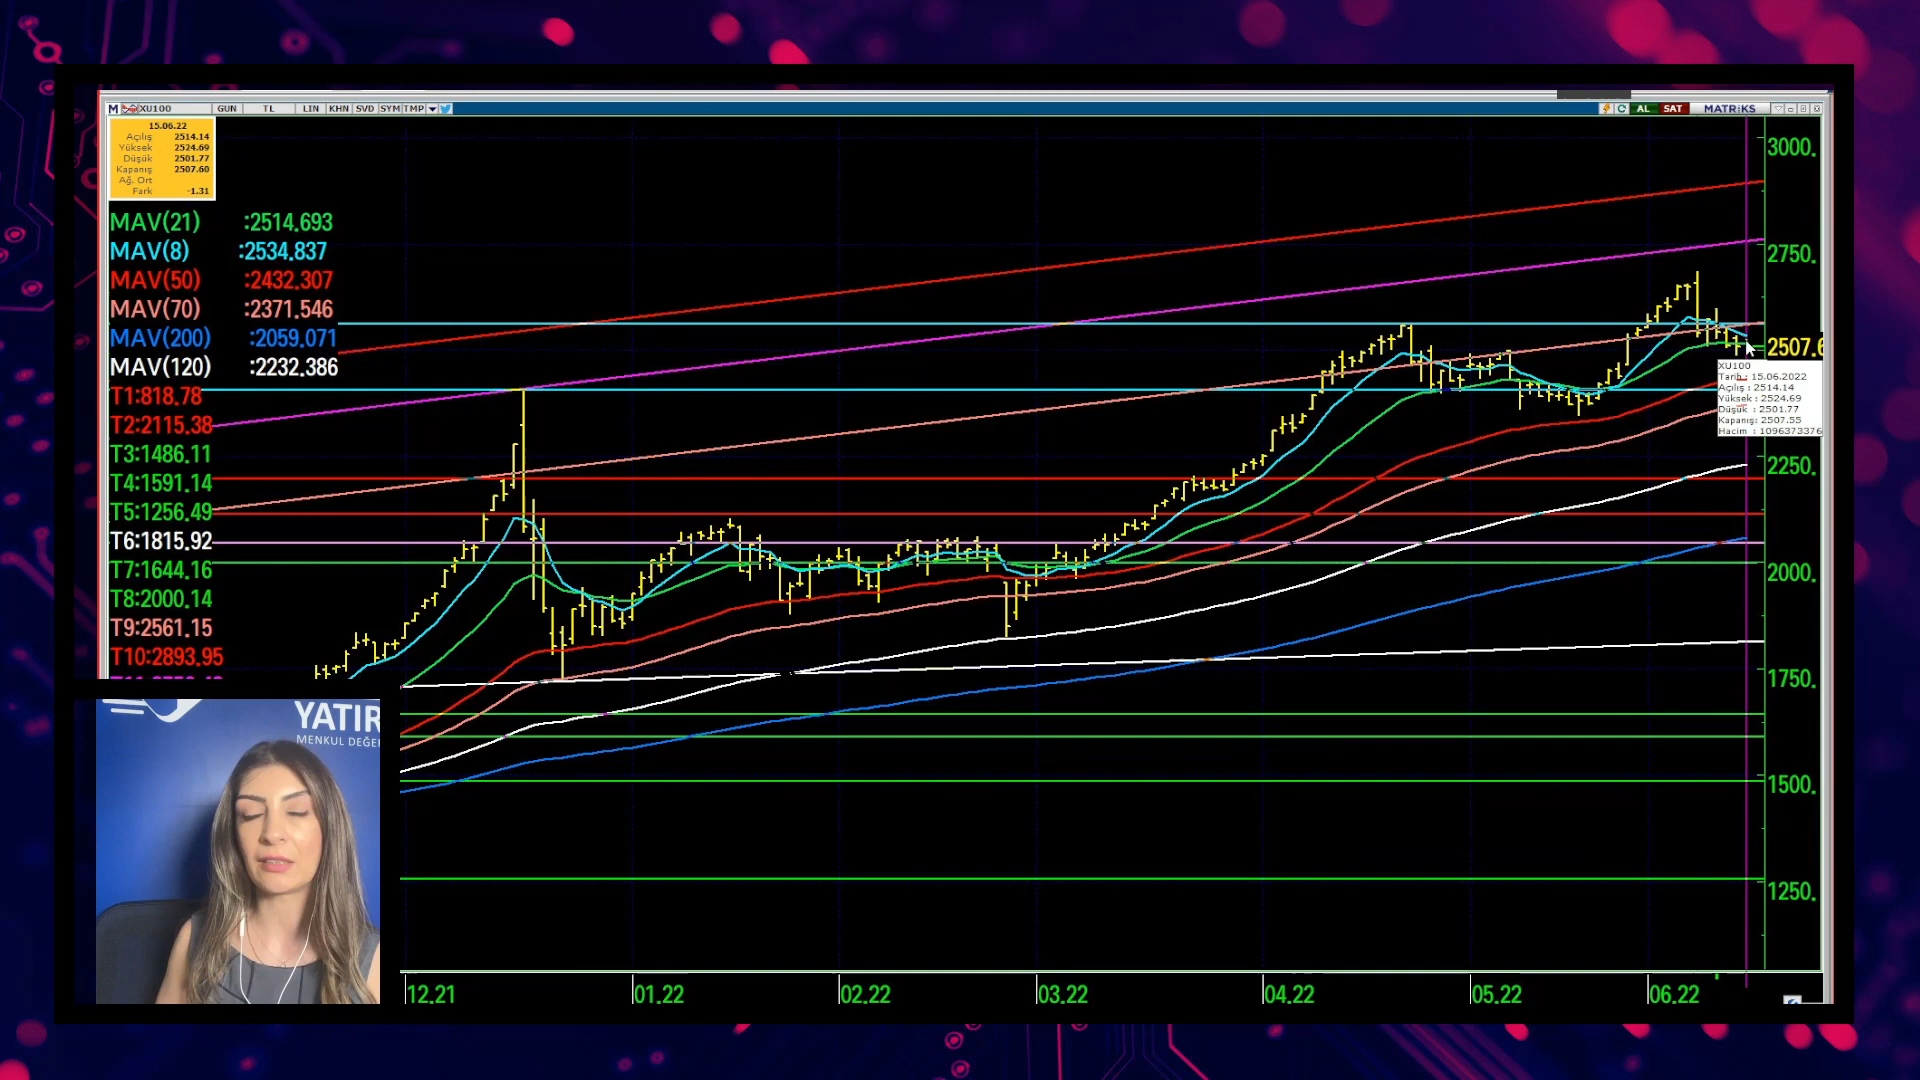 M XU100 GUN TL LIN KHN SVD SYM TMP
AL SAT MATRIKS
15.06.22
Açılış 2514.14
Yüksek 2524.69
Düşük 2501.77
Kapanış 2507.60
Ağ. Ort
Fark -1.31
MAV(21) :2514.693
MAV(8) :2534.837
MAV(50) :2432.307
MAV(70) :2371.546
MAV(200) :2059.071
MAV(120) :2232.386
T1:818.78
T2:2115.38
T3:1486.11
T4:1591.14
T5:1256.49
T6:1815.92
T7:1644.16
T8:2000.14
T9:2561.15
T10:2893.95
3000.
2750.
2507.6
2250.
2000.
1750.
1500.
1250.
XU100
Tarih : 15.06.2022
Açılış : 2514.14
Yüksek : 2524.69
Düşük : 2501.77
Kapanış: 2507.55
Hacim : 1096373376
12.21 01.22 02.22 03.22 04.22 05.22 06.22
YATIR
MENKUL DEĞE